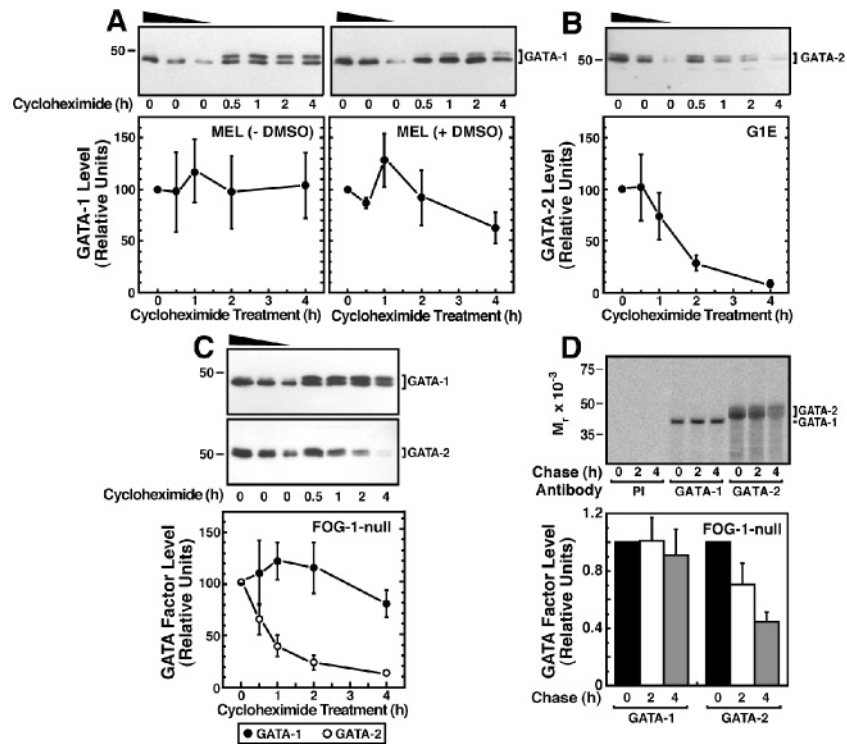 A
50
GATA-1
Cycloheximide (h)
0 0 0 0.5 1 2 4
0 0 0 0.5 1 2 4
GATA-1 Level
(Relative Units)
150
100
50
0
MEL (- DMSO)
MEL (+ DMSO)
0 1 2 3 4
0 1 2 3 4
Cycloheximide Treatment (h)
B
50
GATA-2
0 0 0 0.5 1 2 4
GATA-2 Level
(Relative Units)
150
100
50
0
G1E
0 1 2 3 4
Cycloheximide Treatment (h)
C
50
GATA-1
50
GATA-2
Cycloheximide (h)
0 0 0 0.5 1 2 4
GATA Factor Level
(Relative Units)
150
100
50
0
FOG-1-null
0 1 2 3 4
Cycloheximide Treatment (h)
GATA-1 GATA-2
D
Mr x 10-3
75
50
35
GATA-2
GATA-1
Chase (h) 0 2 4 0 2 4 0 2 4
Antibody PI GATA-1 GATA-2
GATA Factor Level
(Relative Units)
1.2
0.8
0.4
0
FOG-1-null
Chase (h) 0 2 4 0 2 4
GATA-1 GATA-2